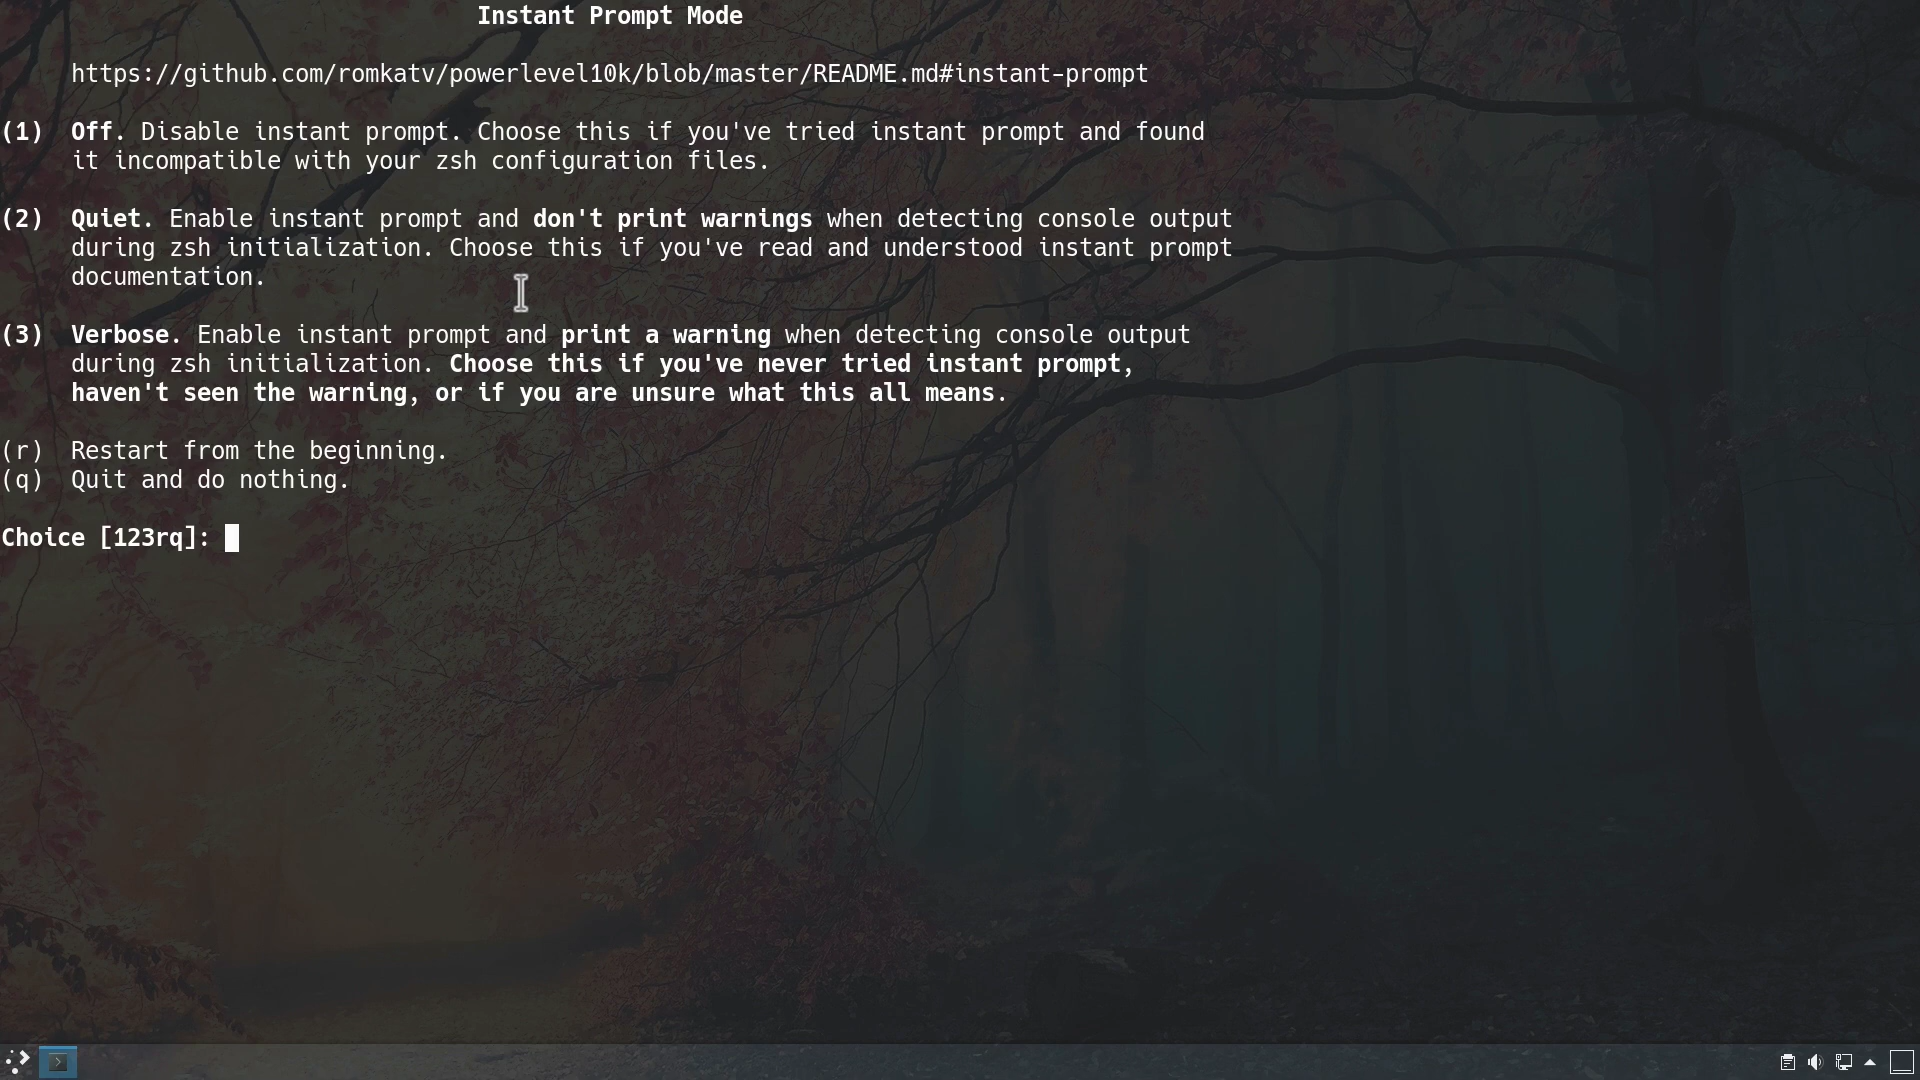 Instant Prompt Mode
https://github.com/romkatv/powerlevel10k/blob/master/README.md#instant-prompt
(1) Off. Disable instant prompt. Choose this if you've tried instant prompt and found
it incompatible with your zsh configuration files.
(2) Quiet. Enable instant prompt and don't print warnings when detecting console output
during zsh initialization. Choose this if you've read and understood instant prompt
documentation.
(3) Verbose. Enable instant prompt and print a warning when detecting console output
during zsh initialization. Choose this if you've never tried instant prompt,
haven't seen the warning, or if you are unsure what this all means.
(r) Restart from the beginning.
(q) Quit and do nothing.
Choice [123rq]: